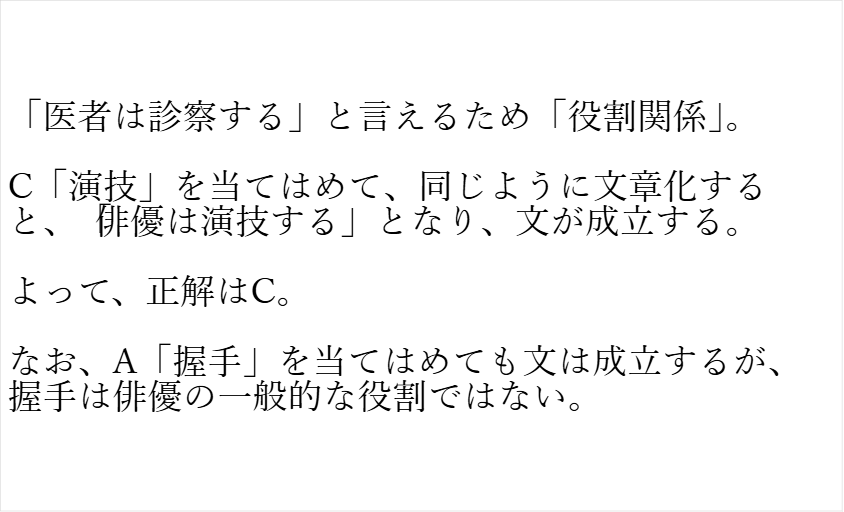 「医者は診察する」と言えるため「役割関係」。
C「演技」を当てはめて、同じように文章化する
と、「俳優は演技する」となり、文が成立する。
よって、正解はC。
なお、A「握手」を当てはめても文は成立するが、
握手は俳優の一般的な役割ではない。